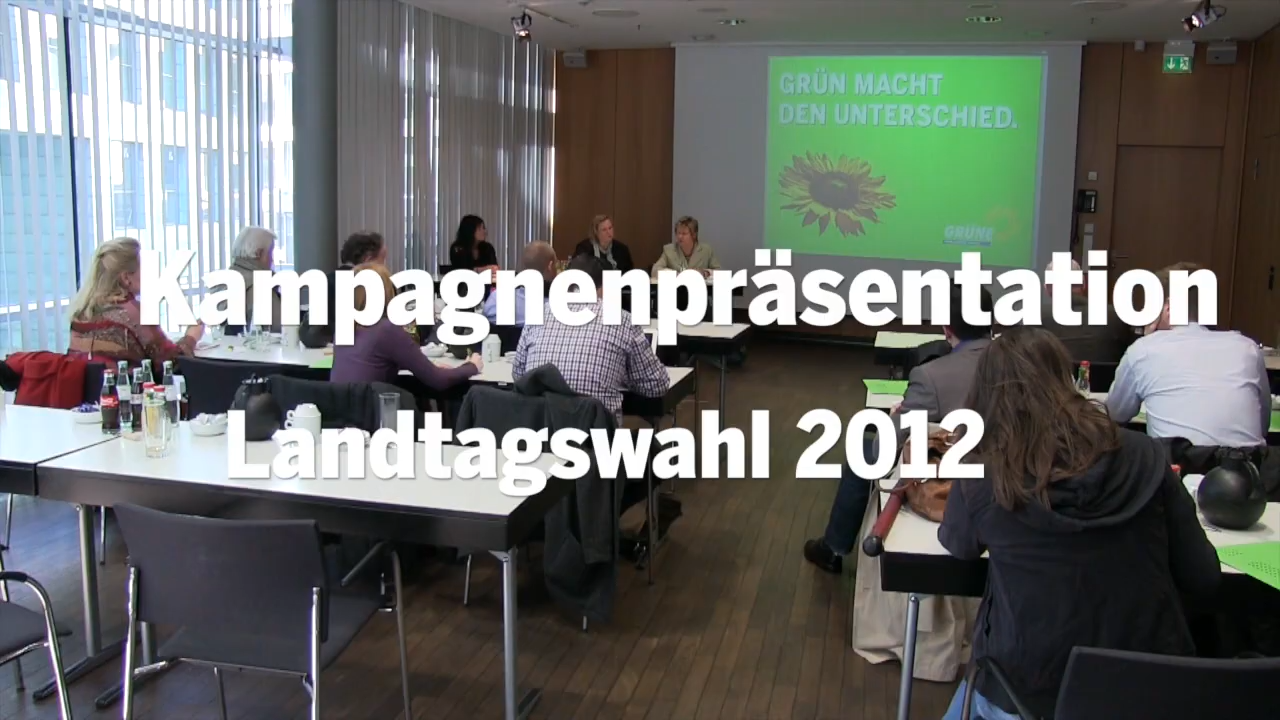 GRÜN MACHT
DEN UNTERSCHIED.
GRÜNE
Kampagnenpräsentation
Landtagswahl 2012